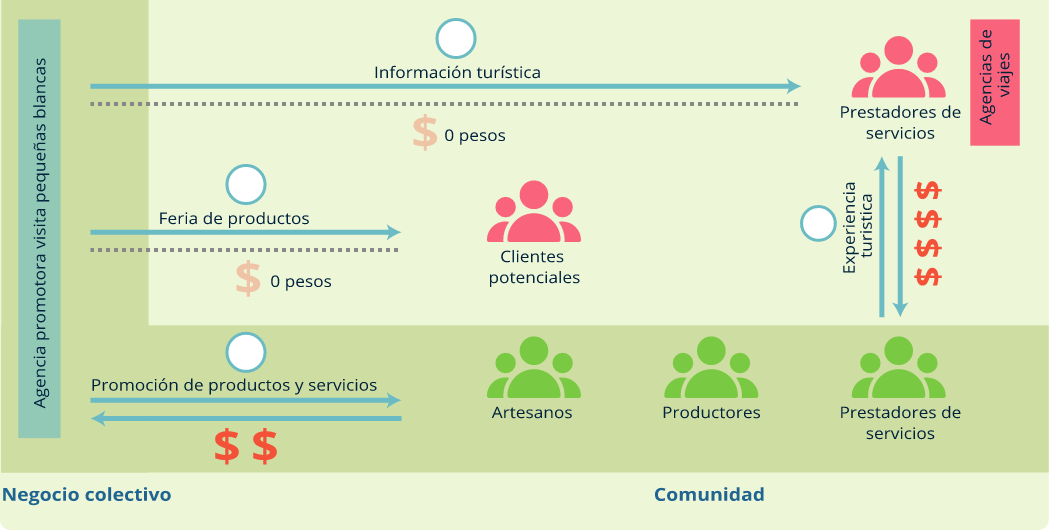 Agencia promotora visita pequeñas blancas
Información turística
$ 0 pesos
Prestadores de
servicios
Agencias de
viajes
Feria de productos
$ 0 pesos
Clientes
potenciales
Experiencia
turistica
$ $ $ $
Promoción de productos y servicios
$ $
Artesanos
Productores
Prestadores de
servicios
Negocio colectivo
Comunidad